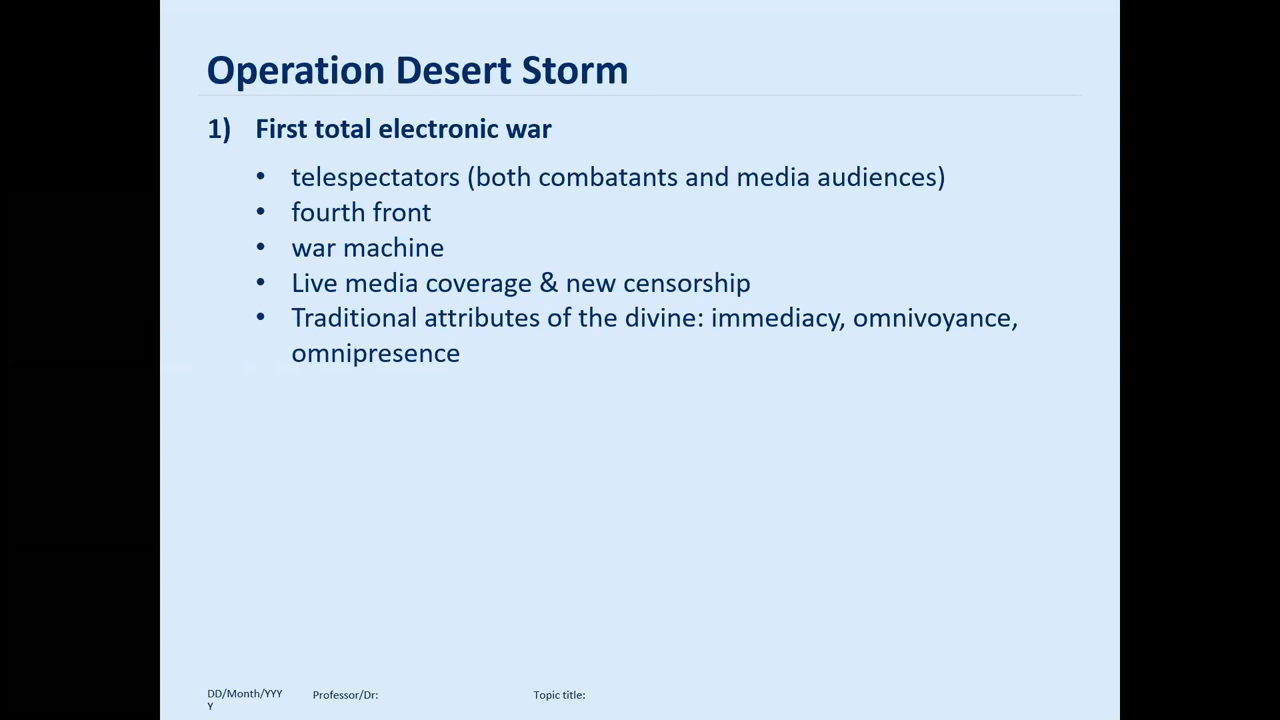 Operation Desert Storm
1) First total electronic war
• telespectators (both combatants and media audiences)
• fourth front
• war machine
• Live media coverage & new censorship
• Traditional attributes of the divine: immediacy, omnivoyance,
omnipresence
DD/Month/YYY
Y
Professor/Dr:
Topic title: